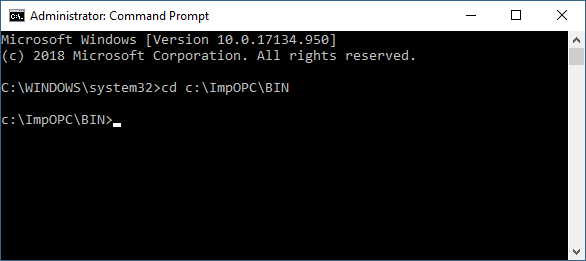 Administrator: Command Prompt
Microsoft Windows [Version 10.0.17134.950]
(c) 2018 Microsoft Corporation. All rights reserved.
C:\WINDOWS\system32>cd c:\ImpOPC\BIN
c:\ImpOPC\BIN>